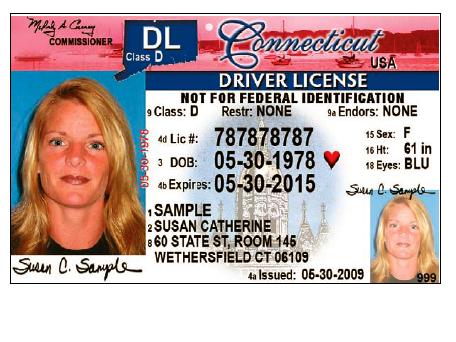 Melody A. Currey
COMMISSIONER
DL
Class D
Connecticut
USA
DRIVER LICENSE
NOT FOR FEDERAL IDENTIFICATION
9 Class: D Restr: NONE 9a Endors: NONE
4d Lic #: 787878787 15 Sex: F
16 Ht: 61 in
3 DOB: 05-30-1978 18 Eyes: BLU
4b Expires: 05-30-2015
05-30-1978
Susan C. Sample
1 SAMPLE
2 SUSAN CATHERINE
8 60 STATE ST, ROOM 145
WETHERSFIELD CT 06109
4a Issued: 05-30-2009
Susan C. Sample
999